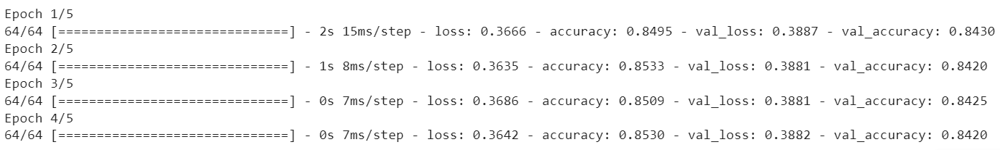 Epoch 1/5
64/64 [==============================] - 2s 15ms/step - loss: 0.3666 - accuracy: 0.8495 - val_loss: 0.3887 - val_accuracy: 0.8430
Epoch 2/5
64/64 [==============================] - 1s 8ms/step - loss: 0.3635 - accuracy: 0.8533 - val_loss: 0.3881 - val_accuracy: 0.8420
Epoch 3/5
64/64 [==============================] - 0s 7ms/step - loss: 0.3686 - accuracy: 0.8509 - val_loss: 0.3881 - val_accuracy: 0.8425
Epoch 4/5
64/64 [==============================] - 0s 7ms/step - loss: 0.3642 - accuracy: 0.8530 - val_loss: 0.3882 - val_accuracy: 0.8420